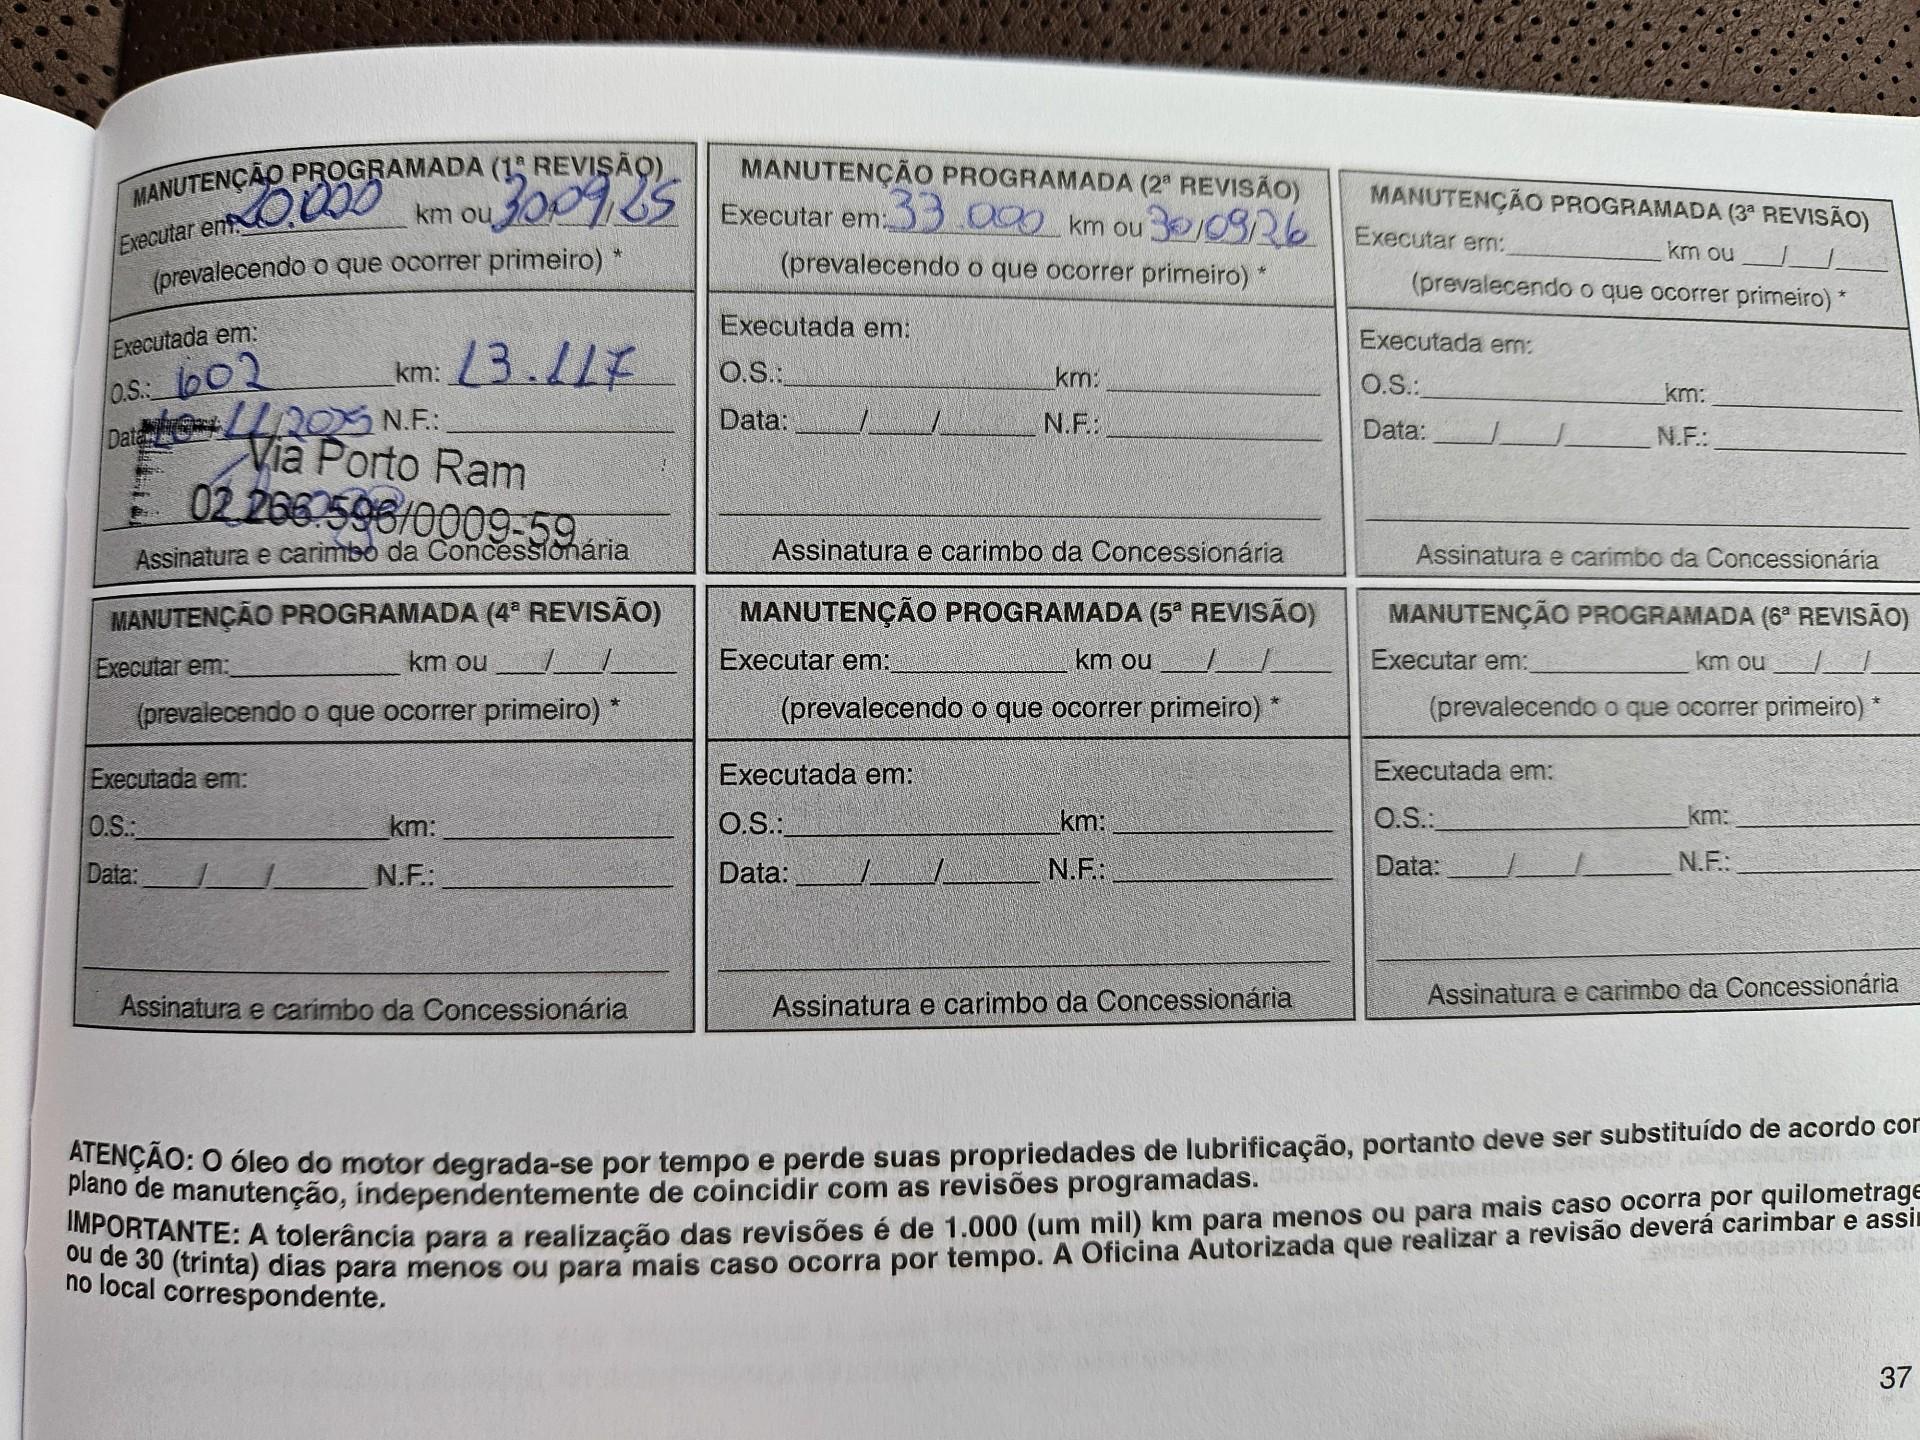 MANUTENÇÃO PROGRAMADA (1ª REVISÃO)
Executar em: 20.000 km ou 30/09/25
(prevalecendo o que ocorrer primeiro) *
Executada em:
O.S.: 602 km: 13.117
Data: 10/11/2025 N.F.:
Via Porto Ram
02.266.596/0009-59
Assinatura e carimbo da Concessionária
MANUTENÇÃO PROGRAMADA (2ª REVISÃO)
Executar em: 33.000 km ou 30/09/26
(prevalecendo o que ocorrer primeiro) *
Executada em:
O.S.: km:
Data: / / N.F.:
Assinatura e carimbo da Concessionária
MANUTENÇÃO PROGRAMADA (3ª REVISÃO)
Executar em: km ou / /
(prevalecendo o que ocorrer primeiro) *
Executada em:
O.S.: km:
Data: / / N.F.:
Assinatura e carimbo da Concessionária
MANUTENÇÃO PROGRAMADA (4ª REVISÃO)
Executar em: km ou / /
(prevalecendo o que ocorrer primeiro) *
Executada em:
O.S.: km:
Data: / / N.F.:
Assinatura e carimbo da Concessionária
MANUTENÇÃO PROGRAMADA (5ª REVISÃO)
Executar em: km ou / /
(prevalecendo o que ocorrer primeiro) *
Executada em:
O.S.: km:
Data: / / N.F.:
Assinatura e carimbo da Concessionária
MANUTENÇÃO PROGRAMADA (6ª REVISÃO)
Executar em: km ou / /
(prevalecendo o que ocorrer primeiro) *
Executada em:
O.S.: km:
Data: / / N.F.:
Assinatura e carimbo da Concessionária
ATENÇÃO: O óleo do motor degrada-se por tempo e perde suas propriedades de lubrificação, portanto deve ser substituído de acordo
plano de manutenção, independentemente de coincidir com as revisões programadas.
IMPORTANTE: A tolerância para a realização das revisões é de 1.000 (um mil) km para menos ou para mais caso ocorra por quilometrage
ou de 30 (trinta) dias para menos ou para mais caso ocorra por tempo. A Oficina Autorizada que realizar a revisão deverá carimbar e
no local correspondente.
37